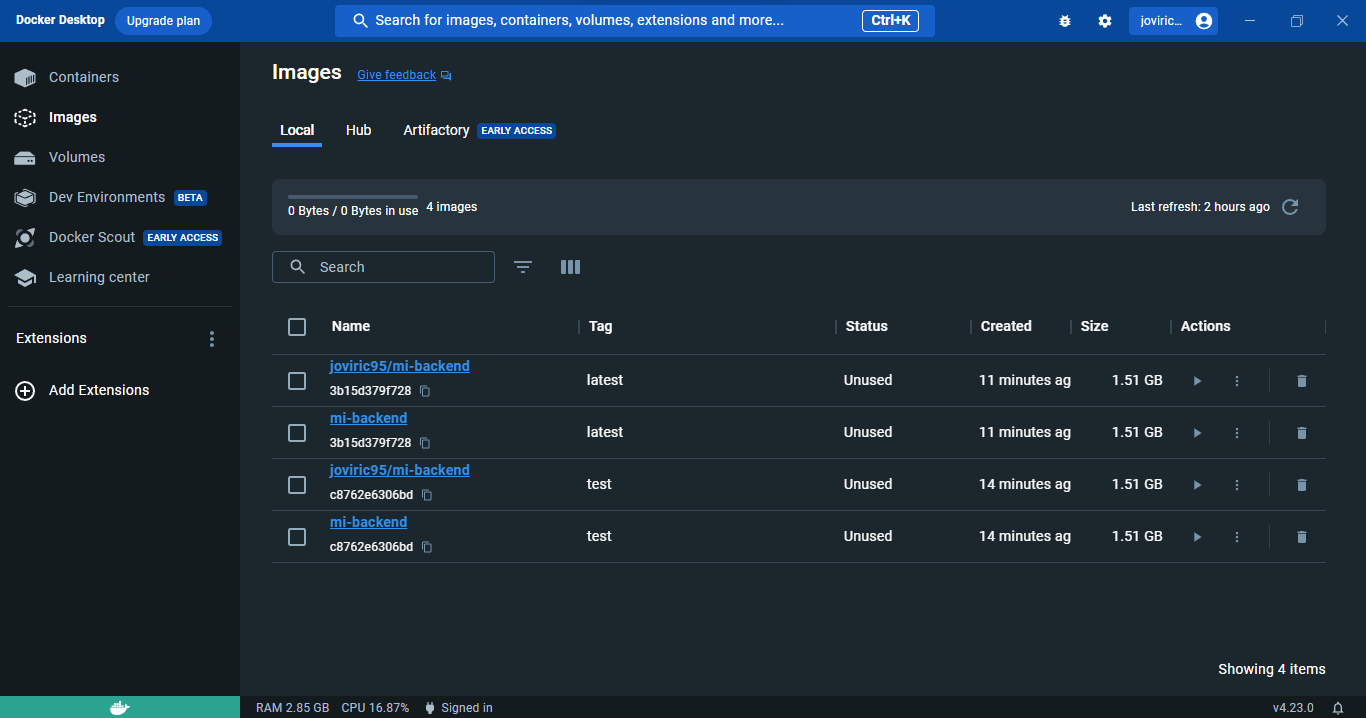 Docker Desktop Upgrade plan Search for images, containers, volumes, extensions and more... Ctrl+K joviric...
Containers
Images
Volumes
Dev Environments BETA
Docker Scout EARLY ACCESS
Learning center
Extensions
Add Extensions
Images Give feedback
Local Hub Artifactory EARLY ACCESS
0 Bytes / 0 Bytes in use 4 images Last refresh: 2 hours ago
Search
Name Tag Status Created Size Actions
joviric95/mi-backend
3b15d379f728 latest Unused 11 minutes ag 1.51 GB
mi-backend
3b15d379f728 latest Unused 11 minutes ag 1.51 GB
joviric95/mi-backend
c8762e6306bd test Unused 14 minutes ag 1.51 GB
mi-backend
c8762e6306bd test Unused 14 minutes ag 1.51 GB
Showing 4 items
RAM 2.85 GB CPU 16.87% Signed in v4.23.0